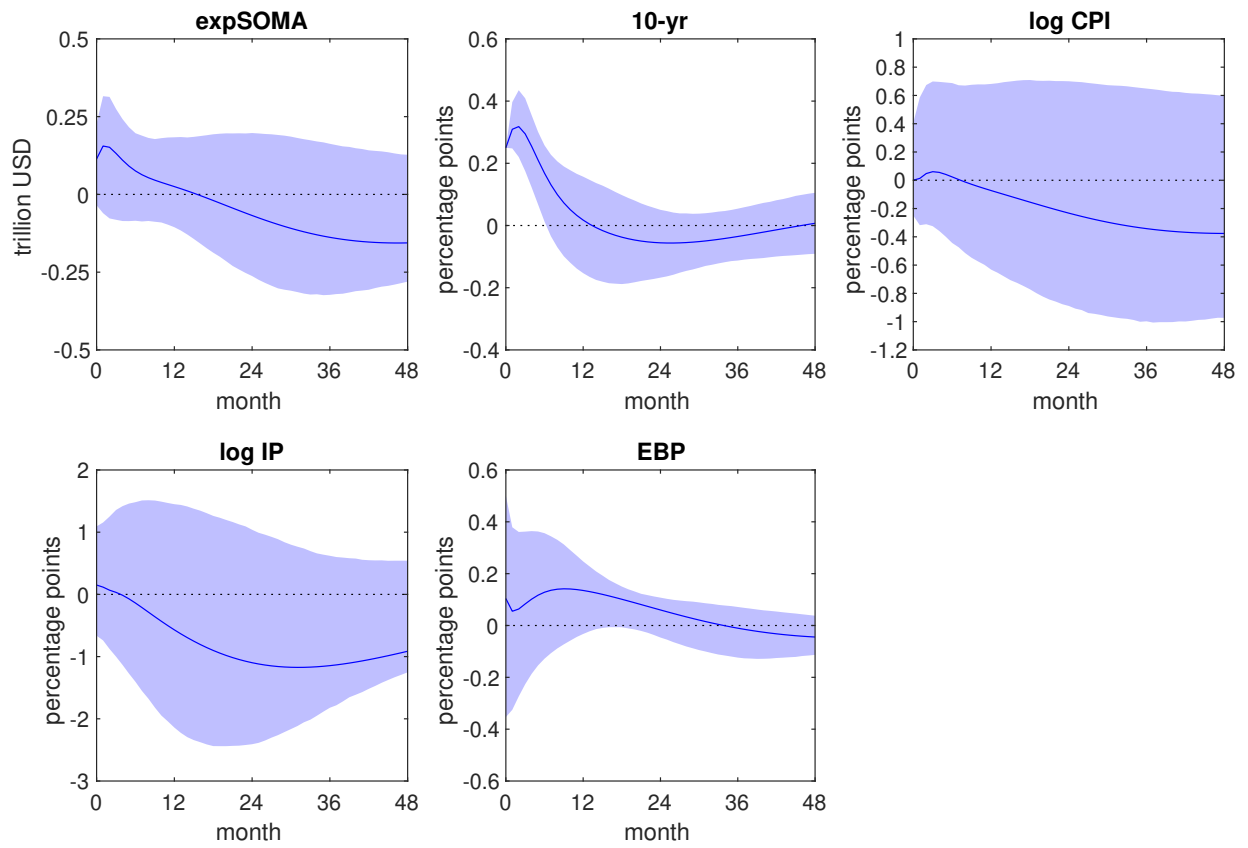 expSOMA
0.5
0.25
0
-0.25
-0.5
trillion USD
0 12 24 36 48
month
10-yr
0.6
0.4
0.2
0
-0.2
-0.4
percentage points
0 12 24 36 48
month
log CPI
1
0.8
0.6
0.4
0.2
0
-0.2
-0.4
-0.6
-0.8
-1
-1.2
percentage points
0 12 24 36 48
month
log IP
2
1
0
-1
-2
-3
percentage points
0 12 24 36 48
month
EBP
0.6
0.4
0.2
0
-0.2
-0.4
-0.6
percentage points
0 12 24 36 48
month